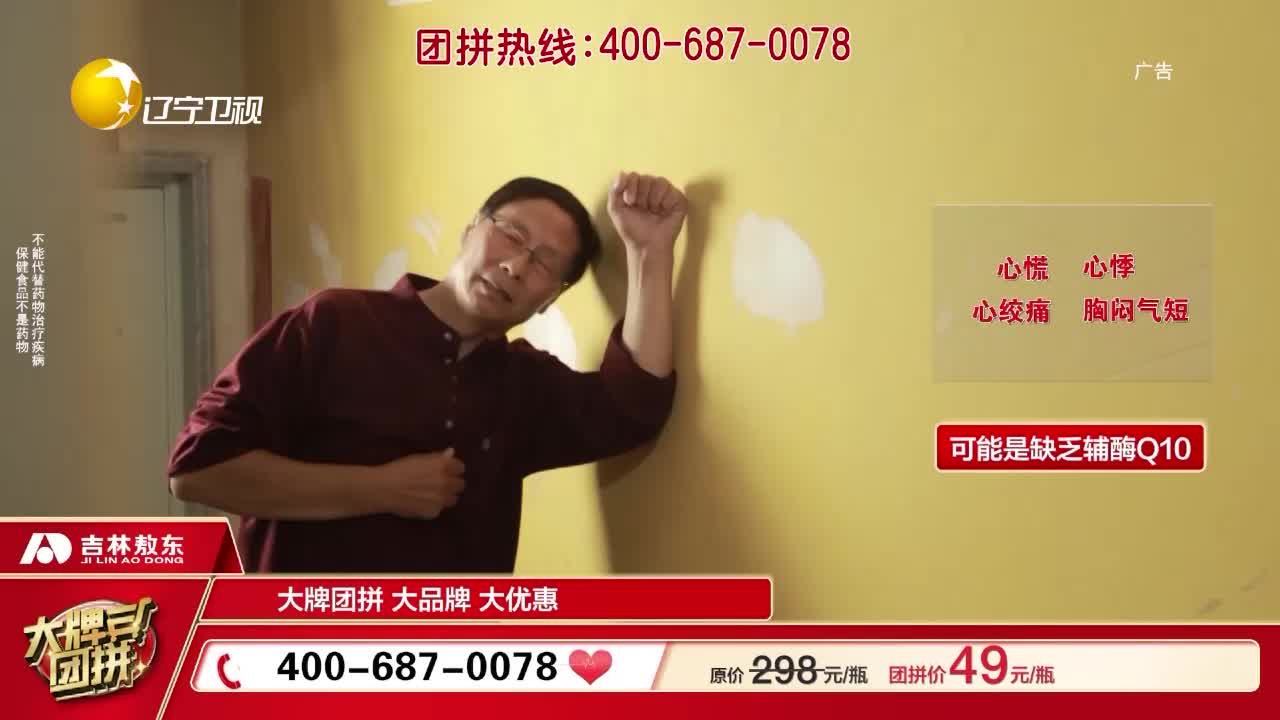 团拼热线:400-687-0078
广告
辽宁卫视
不能代替药物治疗疾病
保健食品不是药物
心慌 心悸
心绞痛 胸闷气短
可能是缺乏辅酶Q10
吉林敖东
JI LIN AO DONG
大牌团拼 大品牌 大优惠
大牌
团拼
400-687-0078
原价298元/瓶 团拼价49元/瓶